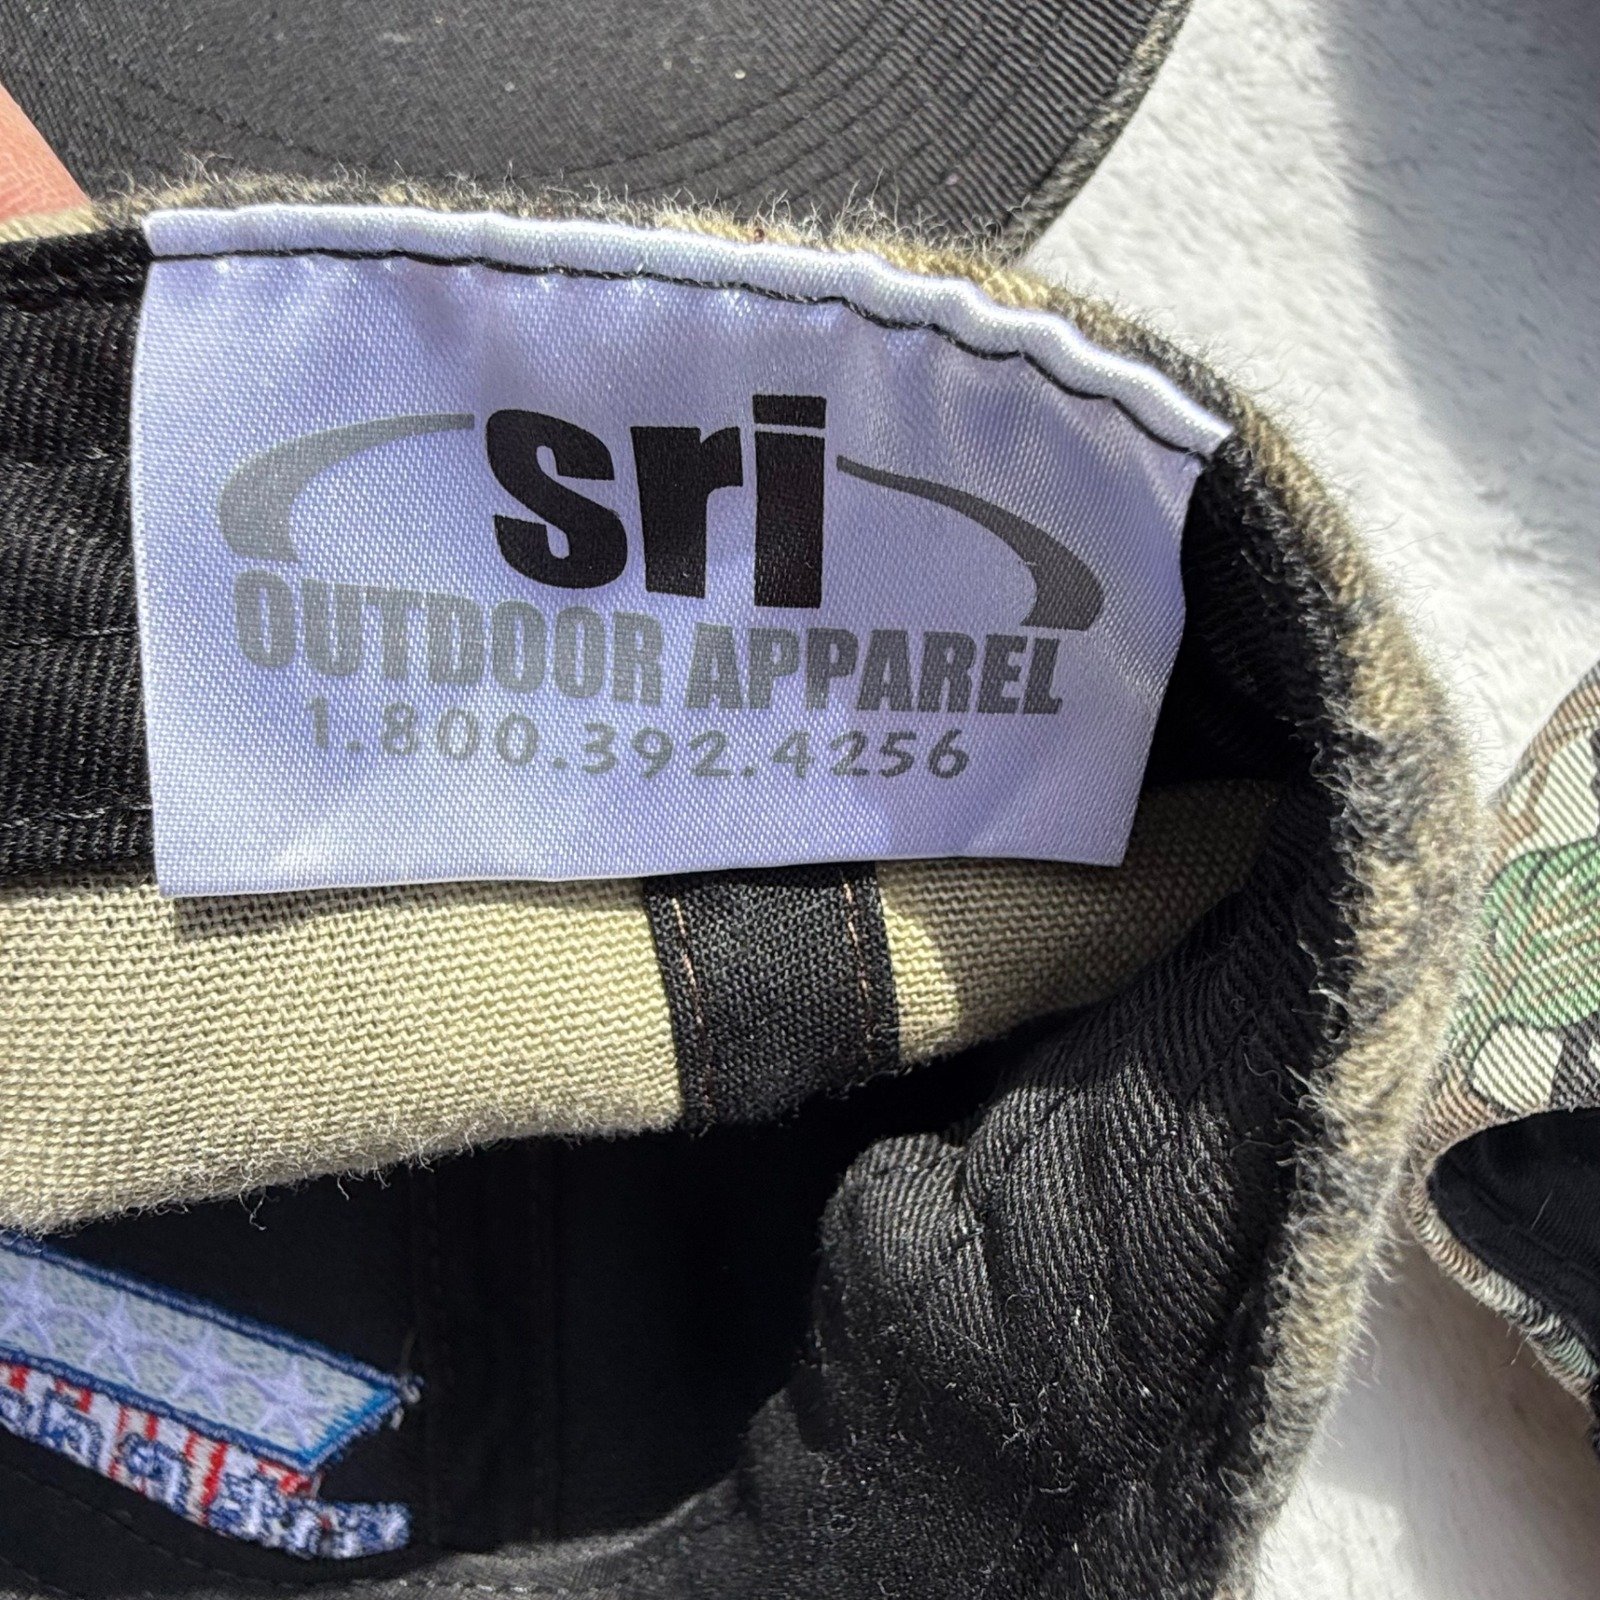 sri
OUTDOOR APPAREL
1.800.392.4256